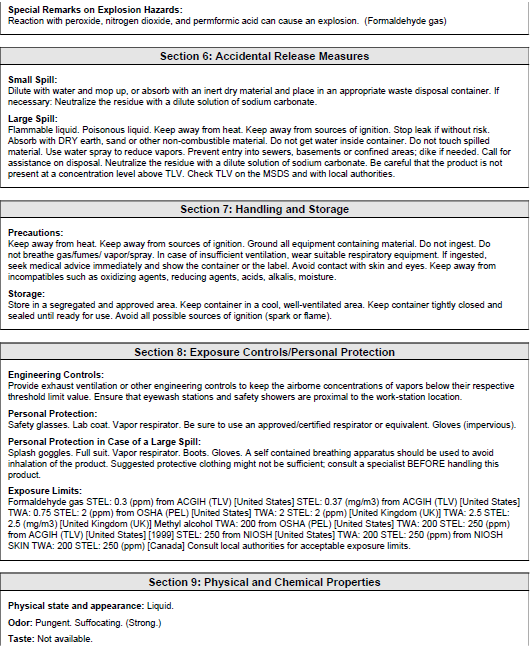 Special Remarks on Explosion Hazards:
Reaction with peroxide, nitrogen dioxide, and permformic acid can cause an explosion. (Formaldehyde gas)
Section 6: Accidental Release Measures
Small Spill:
Dilute with water and mop up, or absorb with an inert dry material and place in an appropriate waste disposal container. If
necessary: Neutralize the residue with a dilute solution of sodium carbonate.
Large Spill:
Flammable liquid. Poisonous liquid. Keep away from heat. Keep away from sources of ignition. Stop leak if without risk.
Absorb with DRY earth, sand or other non-combustible material. Do not get water inside container. Do not touch spilled
material. Use water spray to reduce vapors. Prevent entry into sewers, basements or confined areas; dike if needed. Call for
assistance on disposal. Neutralize the residue with a dilute solution of sodium carbonate. Be careful that the product is not
present at a concentration level above TLV. Check TLV on the MSDS and with local authorities.
Section 7: Handling and Storage
Precautions:
Keep away from heat. Keep away from sources of ignition. Ground all equipment containing material. Do not ingest. Do
not breathe gas/fumes/ vapor/spray. In case of insufficient ventilation, wear suitable respiratory equipment. If ingested,
seek medical advice immediately and show the container or the label. Avoid contact with skin and eyes. Keep away from
incompatibles such as oxidizing agents, reducing agents, acids, alkalis, moisture.
Storage:
Store in a segregated and approved area. Keep container in a cool, well-ventilated area. Keep container tightly closed and
sealed until ready for use. Avoid all possible sources of ignition (spark or flame).
Section 8: Exposure Controls/Personal Protection
Engineering Controls:
Provide exhaust ventilation or other engineering controls to keep the airborne concentrations of vapors below their respective
threshold limit value. Ensure that eyewash stations and safety showers are proximal to the work-station location.
Personal Protection:
Safety glasses. Lab coat. Vapor respirator. Be sure to use an approved/certified respirator or equivalent. Gloves (impervious).
Personal Protection in Case of a Large Spill:
Splash goggles. Full suit. Vapor respirator. Boots. Gloves. A self contained breathing apparatus should be used to avoid
inhalation of the product. Suggested protective clothing might not be sufficient; consult a specialist BEFORE handling this
product.
Exposure Limits:
Formaldehyde gas STEL: 0.3 (ppm) from ACGIH (TLV) [United States] STEL: 0.37 (mg/m3) from ACGIH (TLV) [United States]
TWA: 0.75 STEL: 2 (ppm) from OSHA (PEL) [United States] TWA: 2 STEL: 2 (ppm) [United Kingdom (UK)] TWA: 2.5 STEL:
2.5 (mg/m3) [United Kingdom (UK)] Methyl alcohol TWA: 200 from OSHA (PEL) [United States] TWA: 200 STEL: 250 (ppm)
from ACGIH (TLV) [United States] [1999] STEL: 250 from NIOSH [United States] TWA: 200 STEL: 250 (ppm) from NIOSH
SKIN TWA: 200 STEL: 250 (ppm) [Canada] Consult local authorities for acceptable exposure limits.
Section 9: Physical and Chemical Properties
Physical state and appearance: Liquid.
Odor: Pungent. Suffocating. (Strong.)
Taste: Not available.